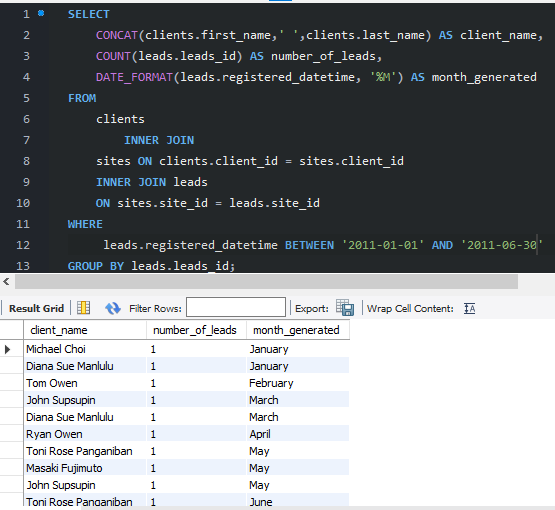 1 SELECT
2 CONCAT(clients.first_name,' ',clients.last_name) AS client_name,
3 COUNT(leads.leads_id) AS number_of_leads,
4 DATE_FORMAT(leads.registered_datetime, '%M') AS month_generated
5 FROM
6 clients
7 INNER JOIN
8 sites ON clients.client_id = sites.client_id
9 INNER JOIN leads
10 ON sites.site_id = leads.site_id
11 WHERE
12 leads.registered_datetime BETWEEN '2011-01-01' AND '2011-06-30'
13 GROUP BY leads.leads_id;
Result Grid Filter Rows: Export: Wrap Cell Content:
client_name number_of_leads month_generated
Michael Choi 1 January
Diana Sue Manlulu 1 January
Tom Owen 1 February
John Supsupin 1 March
Diana Sue Manlulu 1 March
Ryan Owen 1 April
Toni Rose Panganiban 1 May
Masaki Fujimuto 1 May
John Supsupin 1 May
Toni Rose Panganiban 1 June